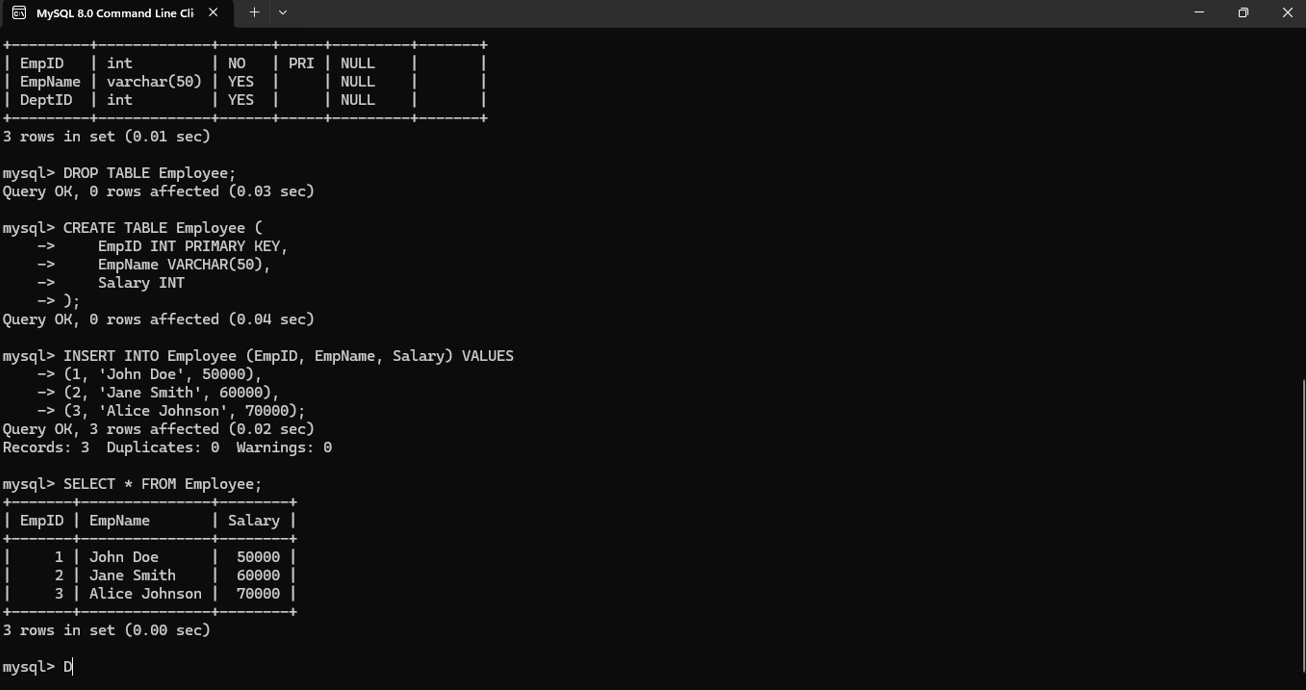 MySQL 8.0 Command Line Cli
+---------+-------------+------+-----+---------+-------+
| EmpID   | int         | NO   | PRI | NULL    |       |
| EmpName | varchar(50) | YES  |     | NULL    |       |
| DeptID  | int         | YES  |     | NULL    |       |
+---------+-------------+------+-----+---------+-------+
3 rows in set (0.01 sec)

mysql> DROP TABLE Employee;
Query OK, 0 rows affected (0.03 sec)

mysql> CREATE TABLE Employee (
    ->     EmpID INT PRIMARY KEY,
    ->     EmpName VARCHAR(50),
    ->     Salary INT
    -> );
Query OK, 0 rows affected (0.04 sec)

mysql> INSERT INTO Employee (EmpID, EmpName, Salary) VALUES
    -> (1, 'John Doe', 50000),
    -> (2, 'Jane Smith', 60000),
    -> (3, 'Alice Johnson', 70000);
Query OK, 3 rows affected (0.02 sec)
Records: 3  Duplicates: 0  Warnings: 0

mysql> SELECT * FROM Employee;
+-------+---------------+--------+
| EmpID | EmpName       | Salary |
+-------+---------------+--------+
|     1 | John Doe      |  50000 |
|     2 | Jane Smith    |  60000 |
|     3 | Alice Johnson |  70000 |
+-------+---------------+--------+
3 rows in set (0.00 sec)

mysql> D